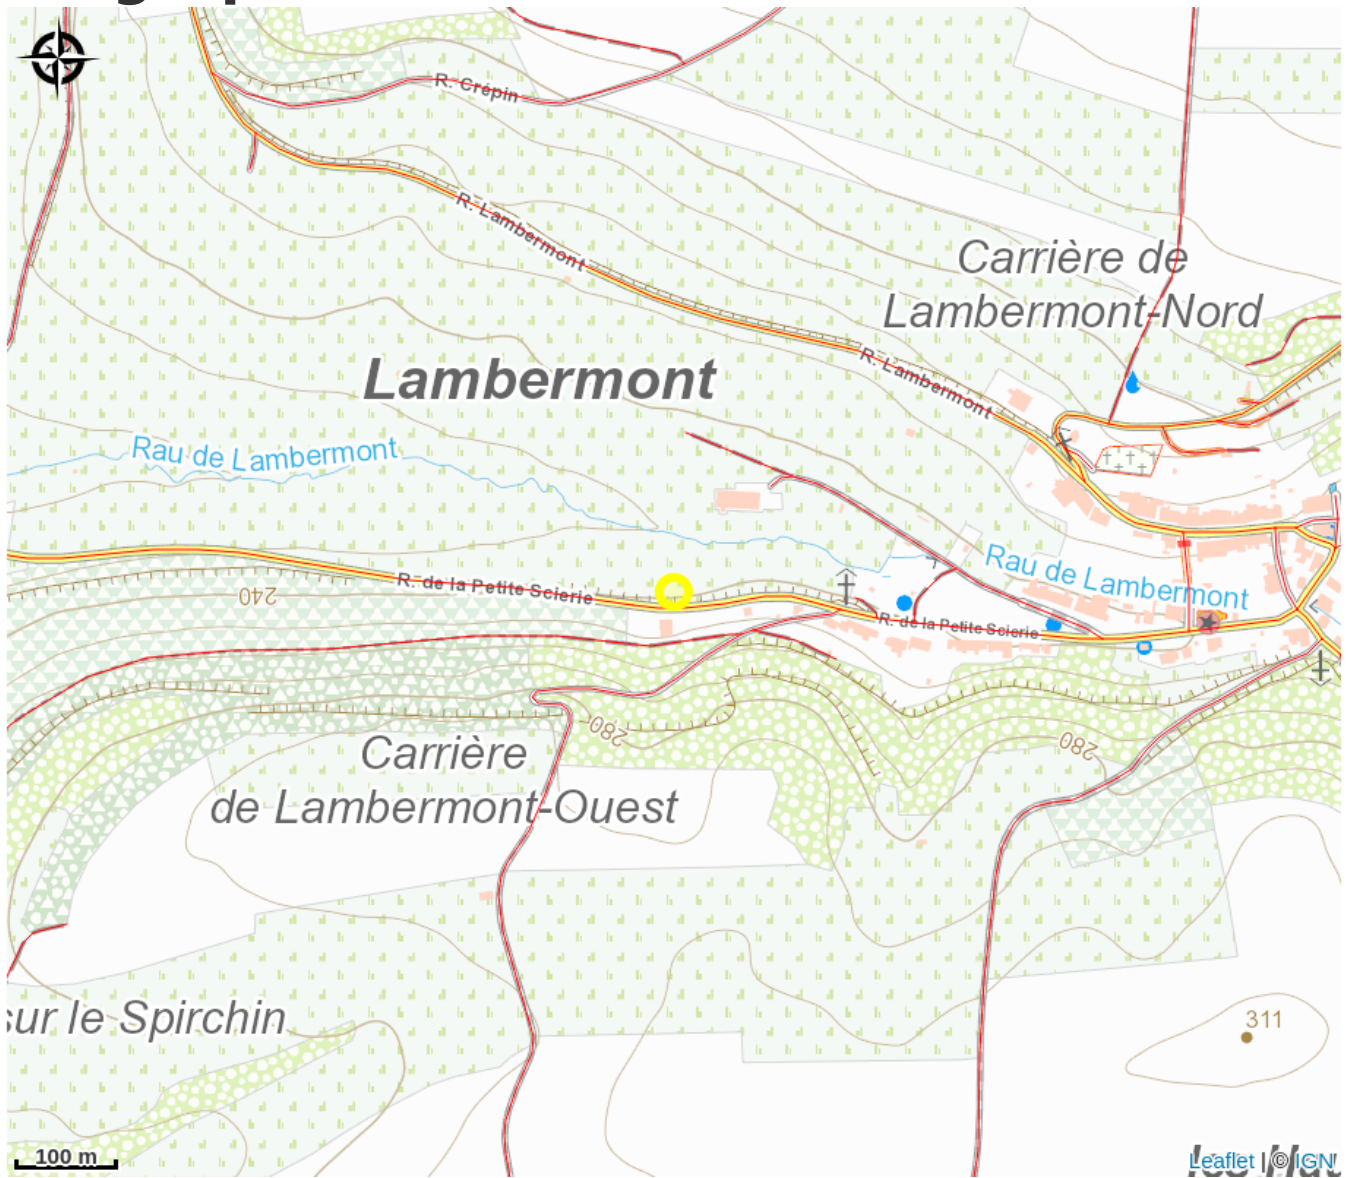 R. Crépin
R. Lambermont
Carrière de
Lambermont-Nord
R. Lambermont
Lambermont
Rau de Lambermont
Rau de Lambermont
R. de la Petite Scierie
240
R. de la Petite Scierie
280
280
Carrière
de Lambermont-Ouest
sur le Spirchin
311
100 m
Leaflet | © IGN